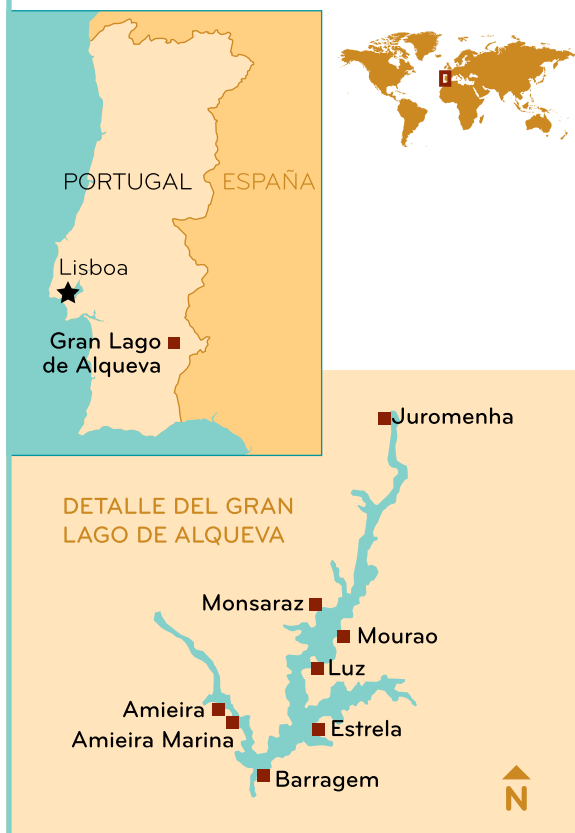 PORTUGAL
ESPAÑA
Lisboa
Gran Lago
de Alqueva
Juromenha
DETALLE DEL GRAN
LAGO DE ALQUEVA
Monsaraz
Mourao
Luz
Amieira
Estrela
Amieira Marina
Barragem
N